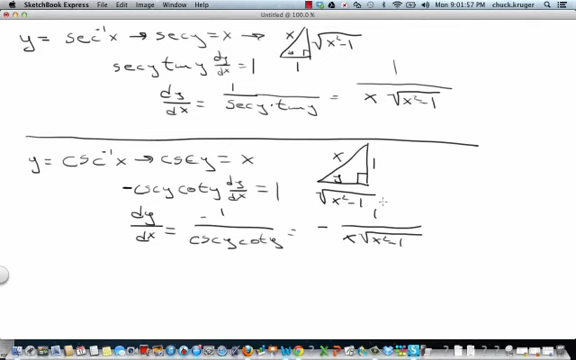 SketchBook Express File Edit Image Window Help 9:01:57 chuck.kruger
Untitled @ 100.0 %
y = sec⁻¹x → sec y = x → x √x²-1
1
sec y tan y dy/dx = 1
dy/dx = 1/(sec y · tan y) = 1/(x √x²-1)
y = csc⁻¹x → csc y = x x 1 y
-csc y cot y dy/dx = 1 √x²-1
dy/dx = -1/(csc y cot y) = - 1/(x√x²-1)